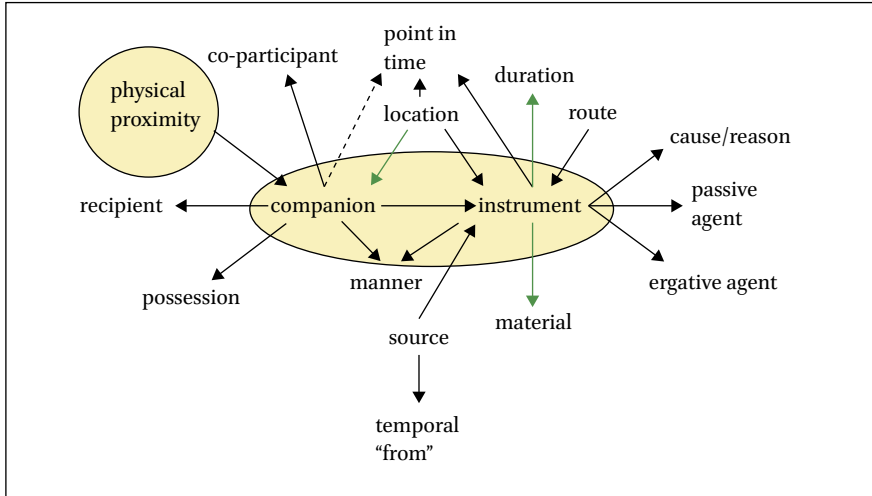 point in
time
co-participant
duration
physical
proximity
location
route
cause/reason
recipient
companion
instrument
passive
agent
possession
manner
ergative agent
source
material
temporal
“from”